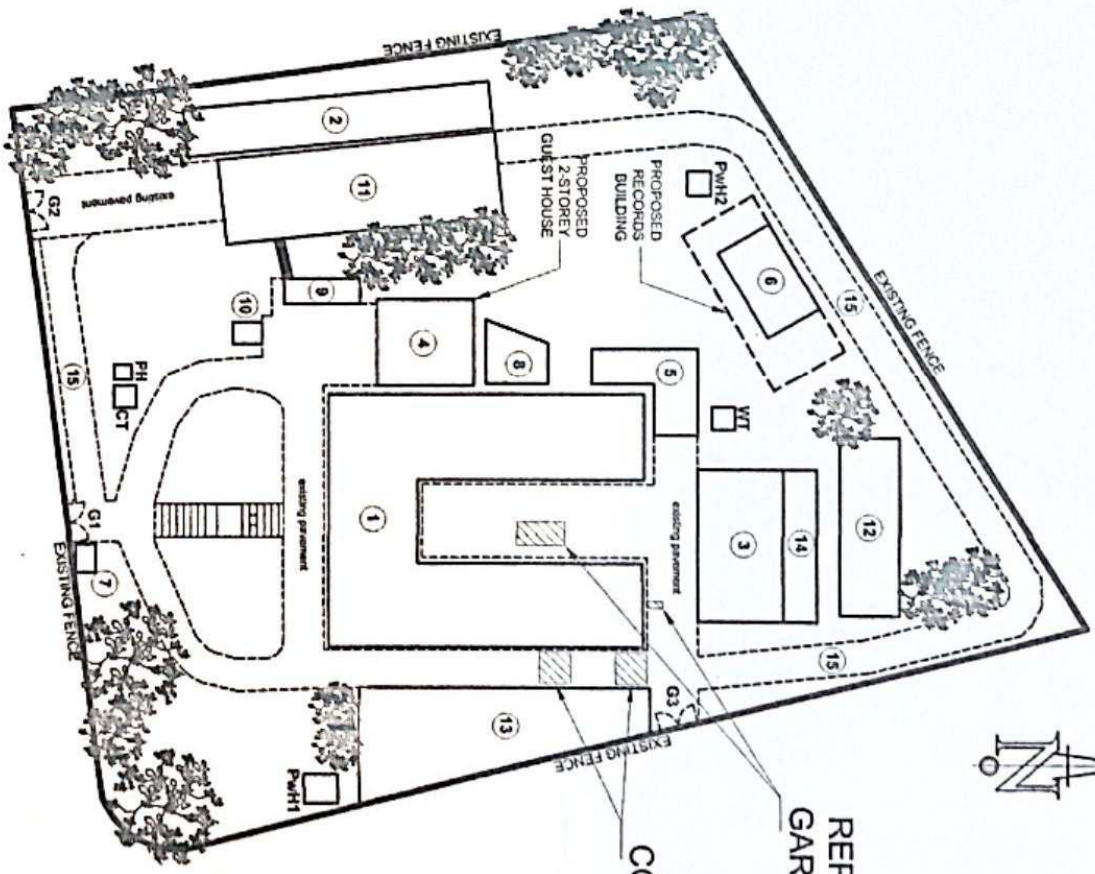 EXISTING FENCE
2
11
existing pavement
G2
PROPOSED
2-STOREY
GUEST HOUSE
PROPOSED
RECORDS
BUILDING
PwH2
6
15
EXISTING FENCE
9
10
4
8
5
WT
12
15
PH
CT
existing pavement
1
existing pavement
3
14
15
G1
7
EXISTING FENCE
13
G3
EXISTING FENCE
PwH1
N
GAR